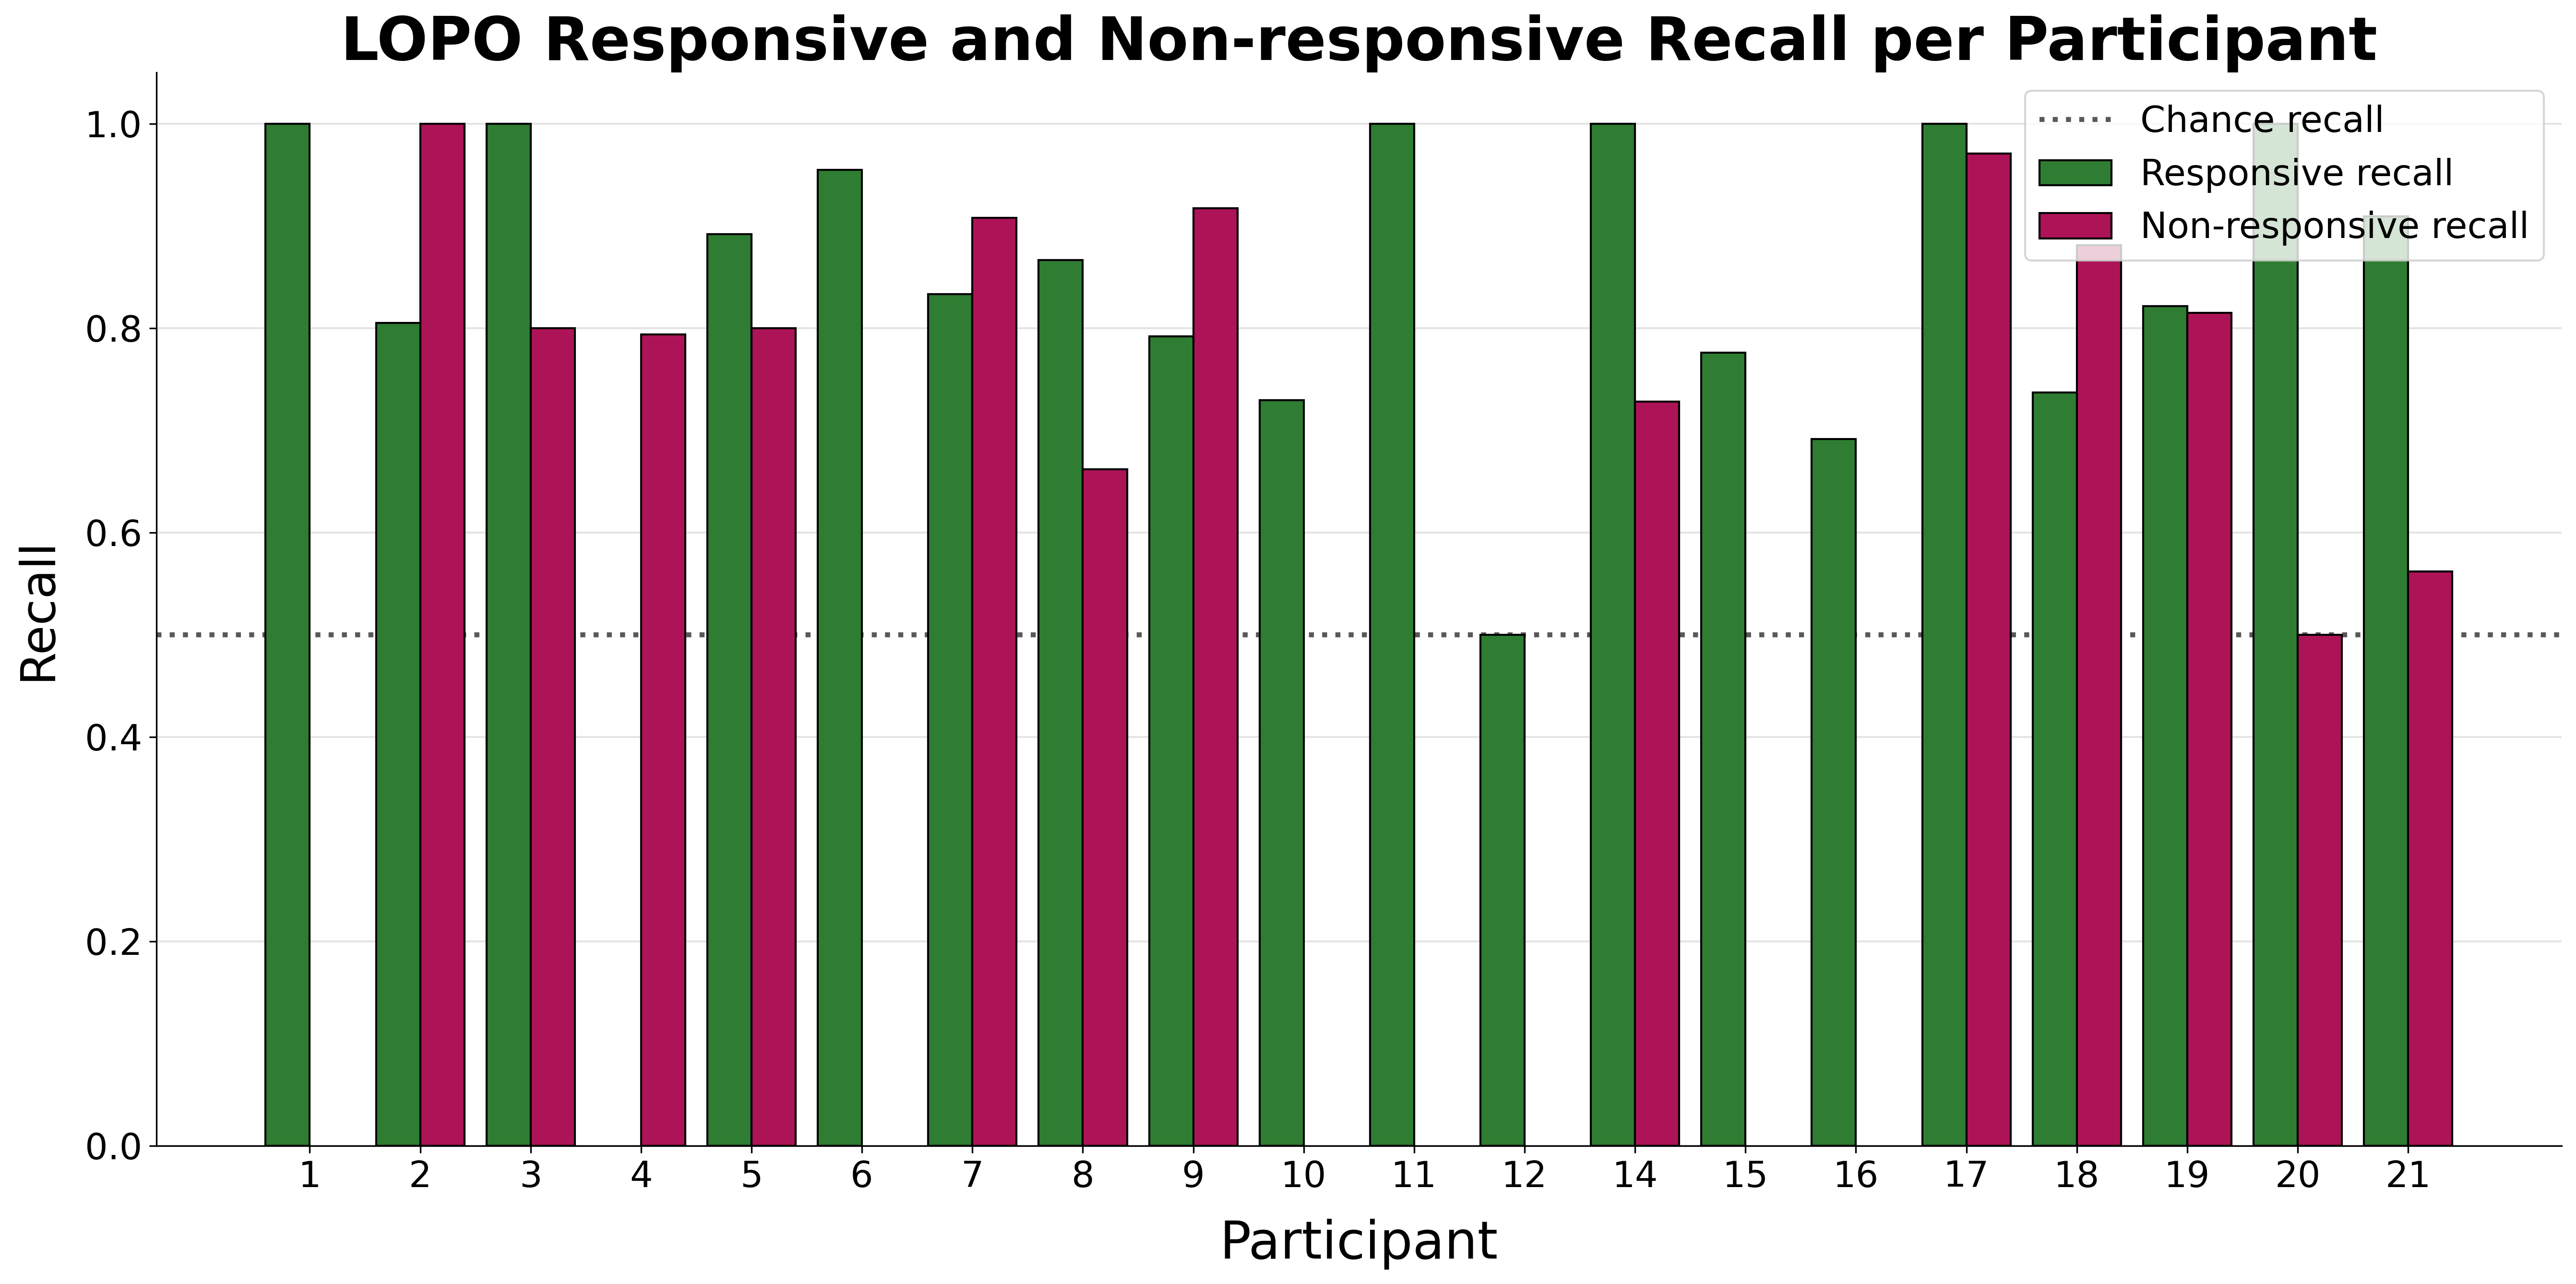 LOPO Responsive and Non-responsive Recall per Participant
Chance recall
Responsive recall
Non-responsive recall
Recall
1.0
0.8
0.6
0.4
0.2
0.0
1 2 3 4 5 6 7 8 9 10 11 12 14 15 16 17 18 19 20 21
Participant